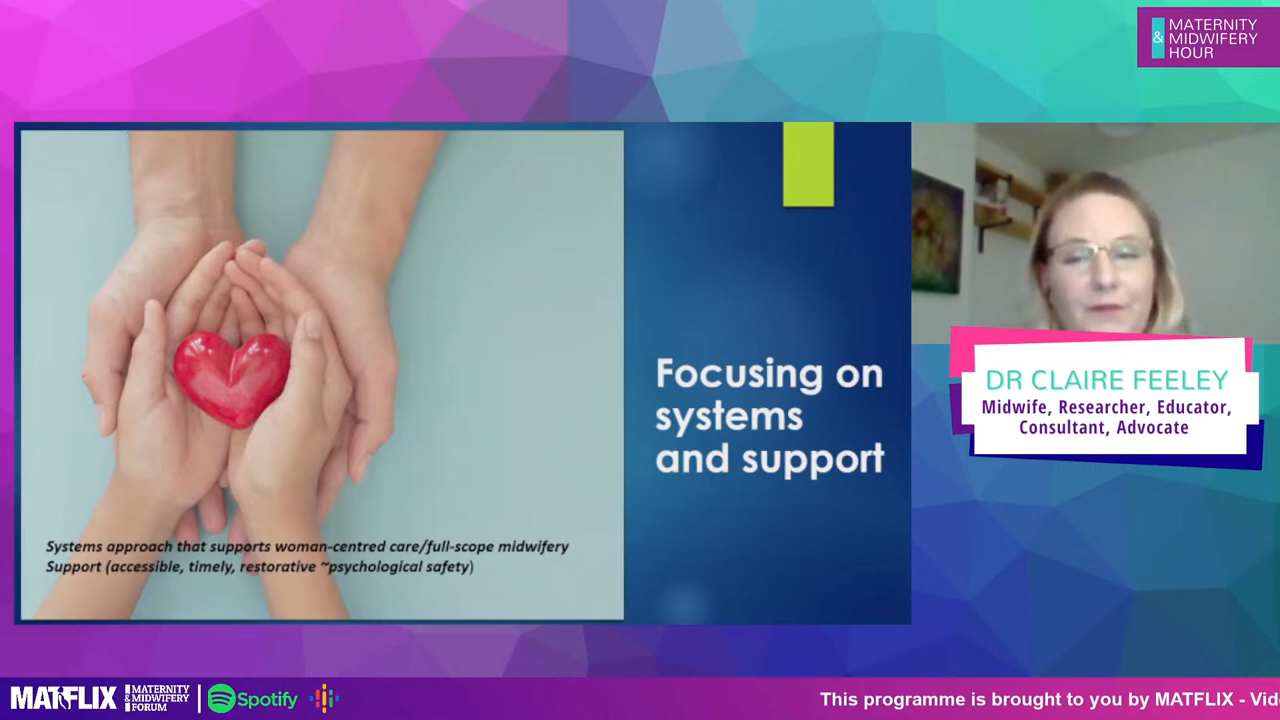 &
MATERNITY
MIDWIFERY
HOUR
Focusing on
systems
and support
Systems approach that supports woman-centred care/full-scope midwifery
Support (accessible, timely, restorative ~psychological safety)
DR CLAIRE FEELEY
Midwife, Researcher, Educator,
Consultant, Advocate
MATFLIX
MATERNITY
&MIDWIFERY
FORUM
Spotify
This programme is brought to you by MATFLIX - Vid